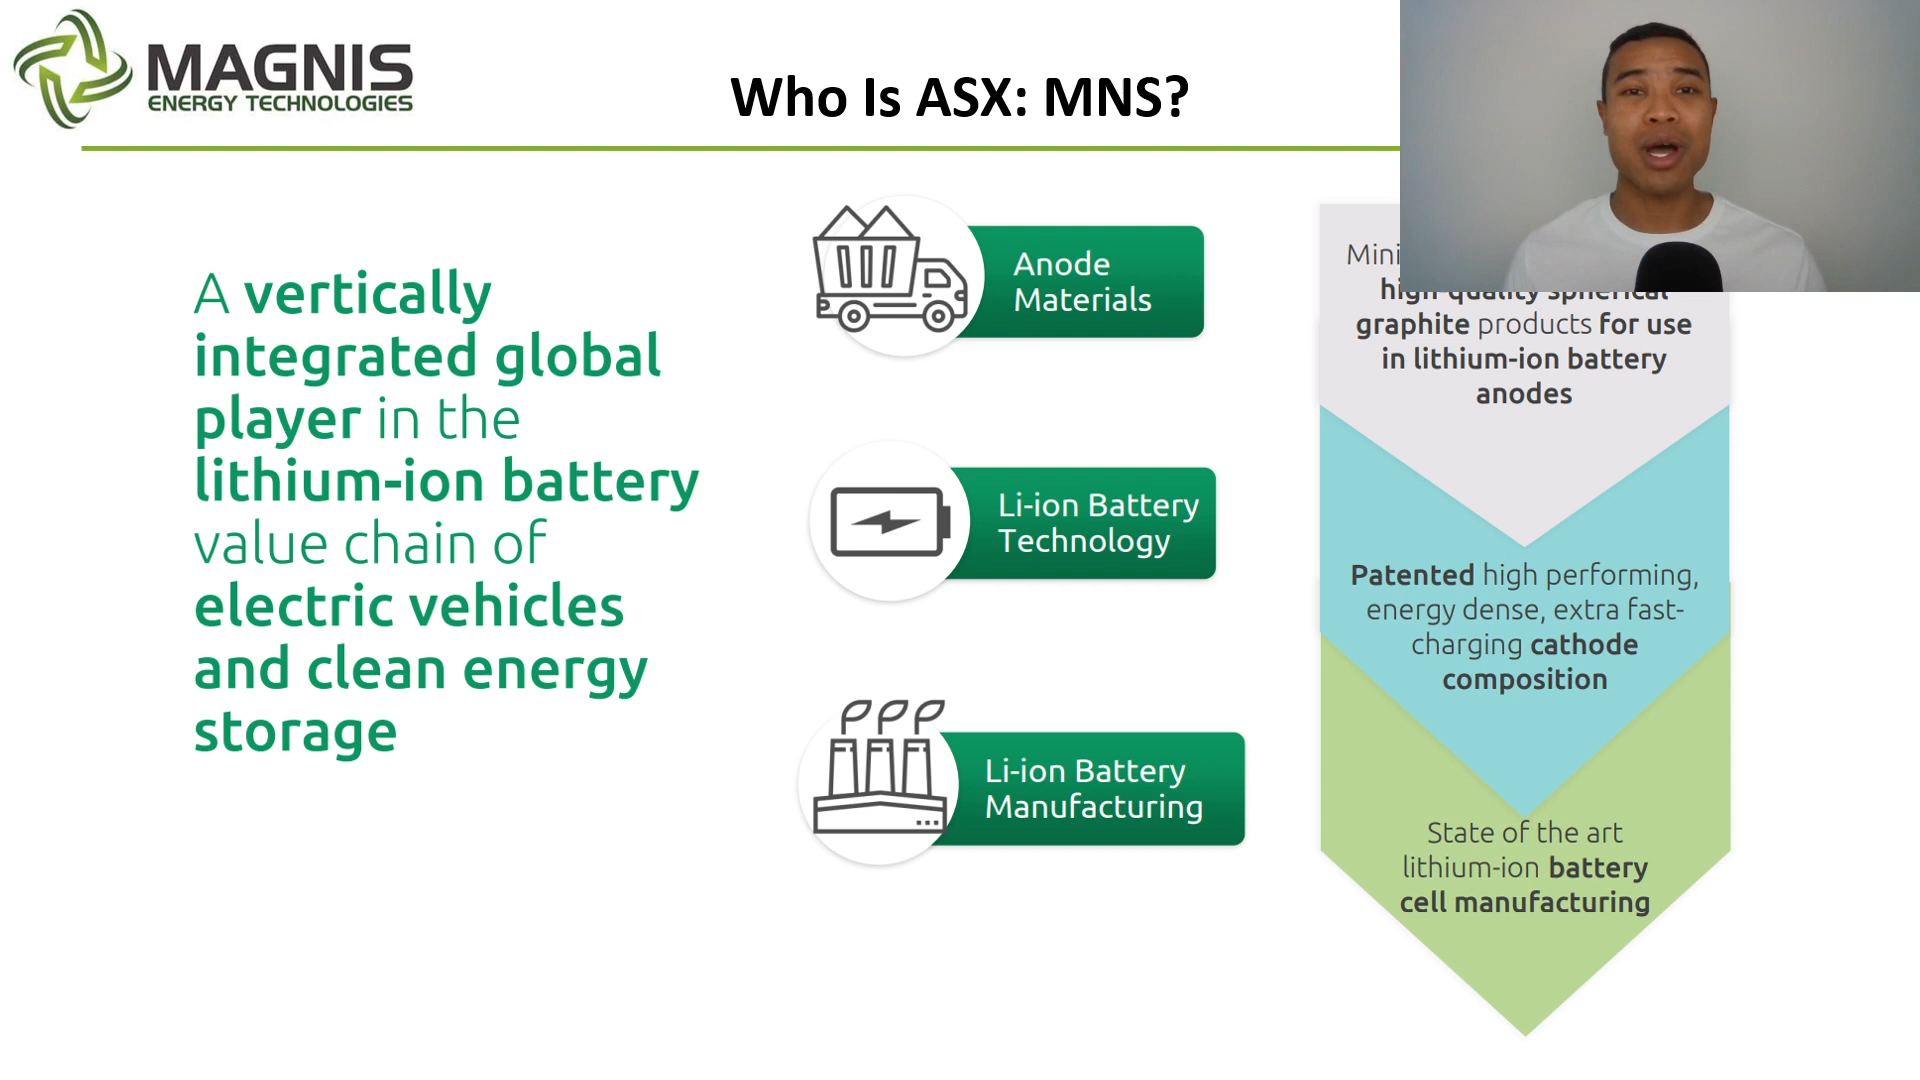 MAGNIS
ENERGY TECHNOLOGIES
Who Is ASX: MNS?
A vertically
integrated global
player in the
lithium-ion battery
value chain of
electric vehicles
and clean energy
storage
Anode
Materials
Li-ion Battery
Technology
Li-ion Battery
Manufacturing
high quality spherical
graphite products for use
in lithium-ion battery
anodes
Patented high performing,
energy dense, extra fast-
charging cathode
composition
State of the art
lithium-ion battery
cell manufacturing